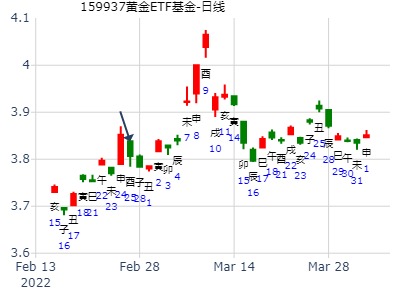 159937黄金ETF基金-日线
4.1
4
3.9
3.8
3.7
3.6
亥
15
子
16
丑
17
寅
18
巳
21
午
22
未
23
申
24
酉
25
子
28
丑
1
寅
2
卯
3
辰
4
未
7
申
8
酉
9
戌
10
亥
11
寅
14
卯
15
辰
16
巳
17
午
18
酉
21
戌
22
亥
23
子
24
丑
25
辰
28
巳
29
午
30
未
31
申
1
Feb 13
2022
Feb 28
Mar 14
Mar 28